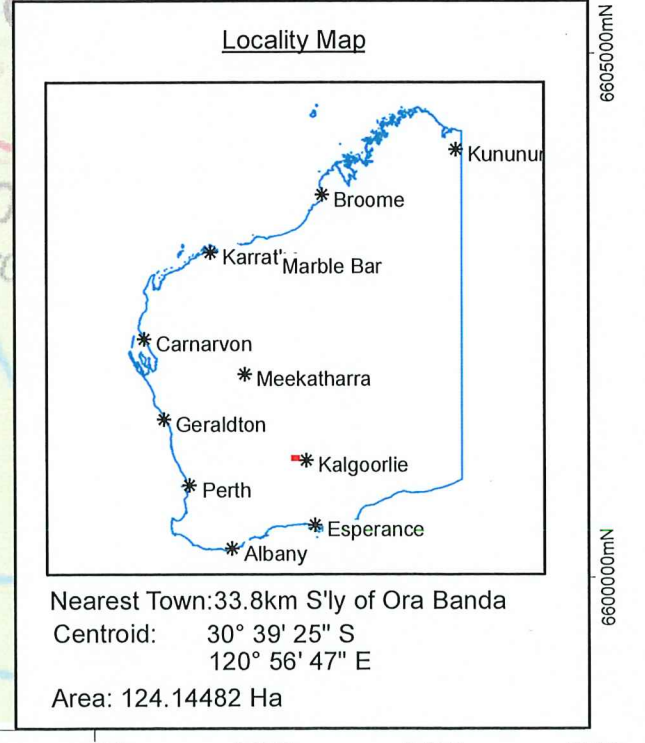 Locality Map
6605000mN
Kununur
Broome
Karrat'
Marble Bar
Carnarvon
Meekatharra
Geraldton
Kalgoorlie
Perth
Esperance
Albany
6600000mN
Nearest Town:33.8km S'ly of Ora Banda
Centroid: 30° 39' 25" S
120° 56' 47" E
Area: 124.14482 Ha